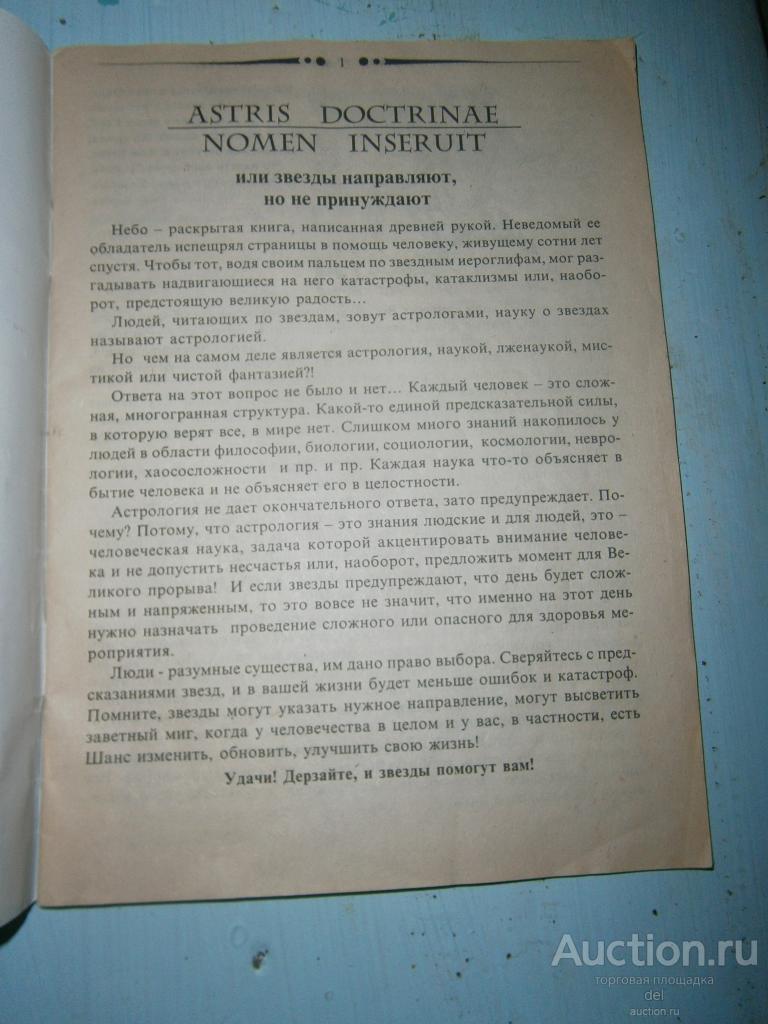 1
ASTRIS DOCTRINAE
NOMEN INSERUIT
или звезды направляют,
но не принуждают
Небо – раскрытая книга, написанная древней рукой. Неведомый ее
обладатель испещрял страницы в помощь человеку, живущему сотни лет
спустя. Чтобы тот, водя своим пальцем по звездным иероглифам, мог раз-
гадывать надвигающиеся на него катастрофы, катаклизмы или, наобо-
рот, предстоящую великую радость...
Людей, читающих по звездам, зовут астрологами, науку о звездах
называют астрологией.
Но чем на самом деле является астрология, наукой, лженаукой, мис-
тикой или чистой фантазией?!
Ответа на этот вопрос не было и нет... Каждый человек – это слож-
ная, многогранная структура. Какой-то единой предсказательной силы,
в которую верят все, в мире нет. Слишком много знаний накопилось у
людей в области философии, биологии, социологии, космологии, невро-
логии, хаососложности и пр. и пр. Каждая наука что-то объясняет в
бытие человека и не объясняет его в целостности.
Астрология не дает окончательного ответа, зато предупреждает. По-
чему? Потому, что астрология – это знания людские и для людей, это –
человеческая наука, задача которой акцентировать внимание челове-
ка и не допустить несчастья или, наоборот, предложить момент для Ве-
ликого прорыва! И если звезды предупреждают, что день будет слож-
ным и напряженным, то это вовсе не значит, что именно на этот день
нужно назначать проведение сложного или опасного для здоровья ме-
роприятия.
Люди - разумные существа, им дано право выбора. Сверяйтесь с пред-
сказаниями звезд, и в вашей жизни будет меньше ошибок и катастроф.
Помните, звезды могут указать нужное направление, могут высветить
заветный миг, когда у человечества в целом и у вас, в частности, есть
Шанс изменить, обновить, улучшить свою жизнь!
Удачи! Дерзайте, и звезды помогут вам!
Auction.ru
торговая площадка
del
auction.ru